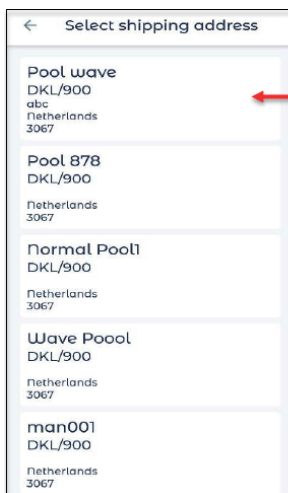 Select shipping address
Pool wave
DKL/900
abc
Netherlands
3067
Pool 878
DKL/900
Netherlands
3067
Normal Pool1
DKL/900
Netherlands
3067
Wave Poool
DKL/900
Netherlands
3067
man001
DKL/900
Netherlands
3067